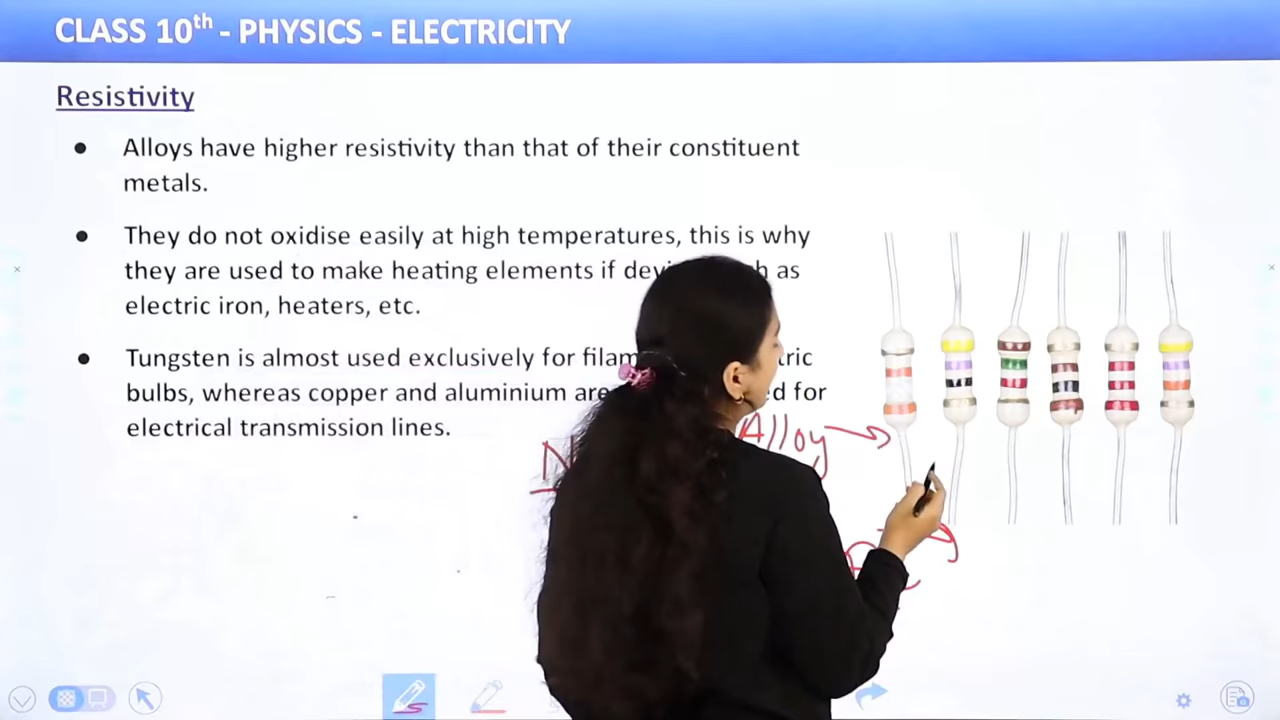 CLASS 10th - PHYSICS - ELECTRICITY
Resistivity
● Alloys have higher resistivity than that of their constituent
metals.
● They do not oxidise easily at high temperatures, this is why
they are used to make heating elements if as
electric iron, heaters, etc.
● Tungsten is almost used exclusively for
bulbs, whereas copper and aluminium are for
electrical transmission lines.
Alloy